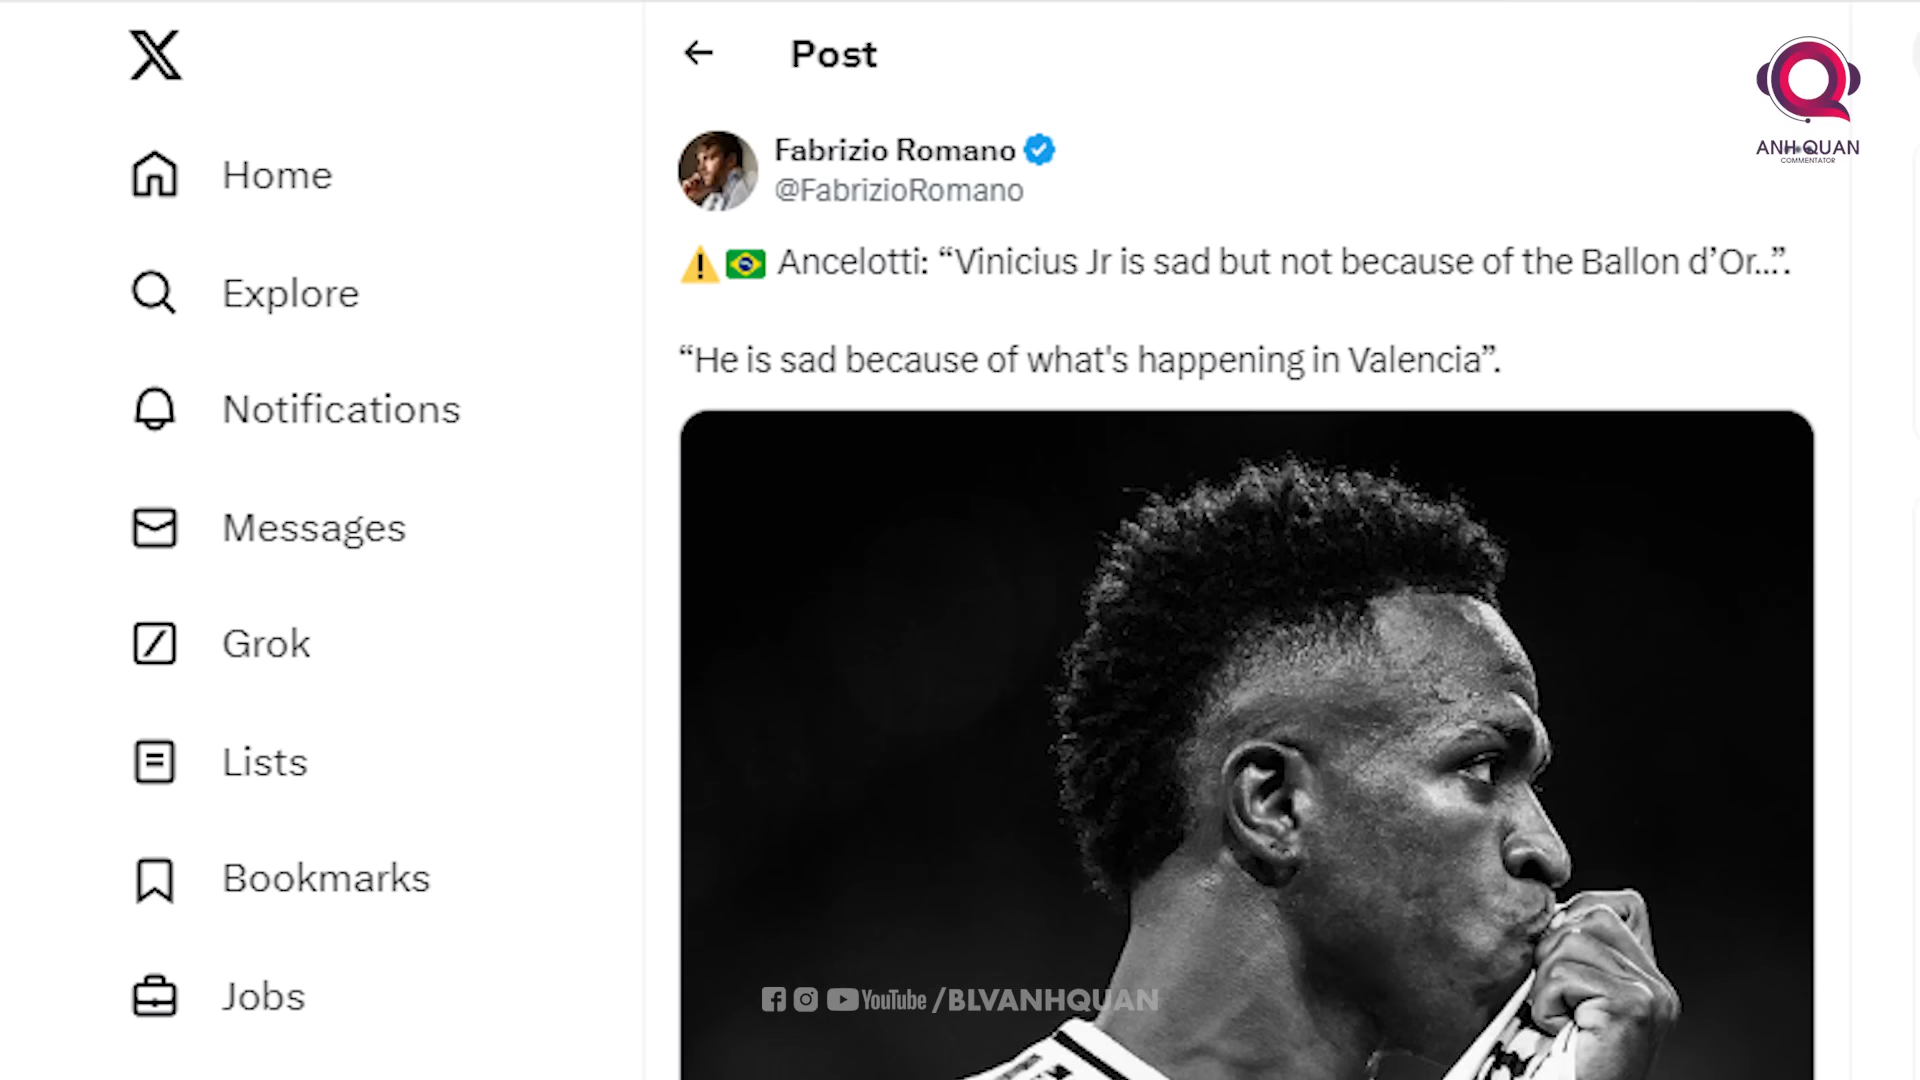 Post
ANH QUAN
COMMENTATOR
Home
Explore
Notifications
Messages
Grok
Lists
Bookmarks
Jobs
Fabrizio Romano
@FabrizioRomano
⚠️🇧🇷 Ancelotti: “Vinicius Jr is sad but not because of the Ballon d’Or...”.
“He is sad because of what's happening in Valencia”.
YouTube /BLVANHQUAN